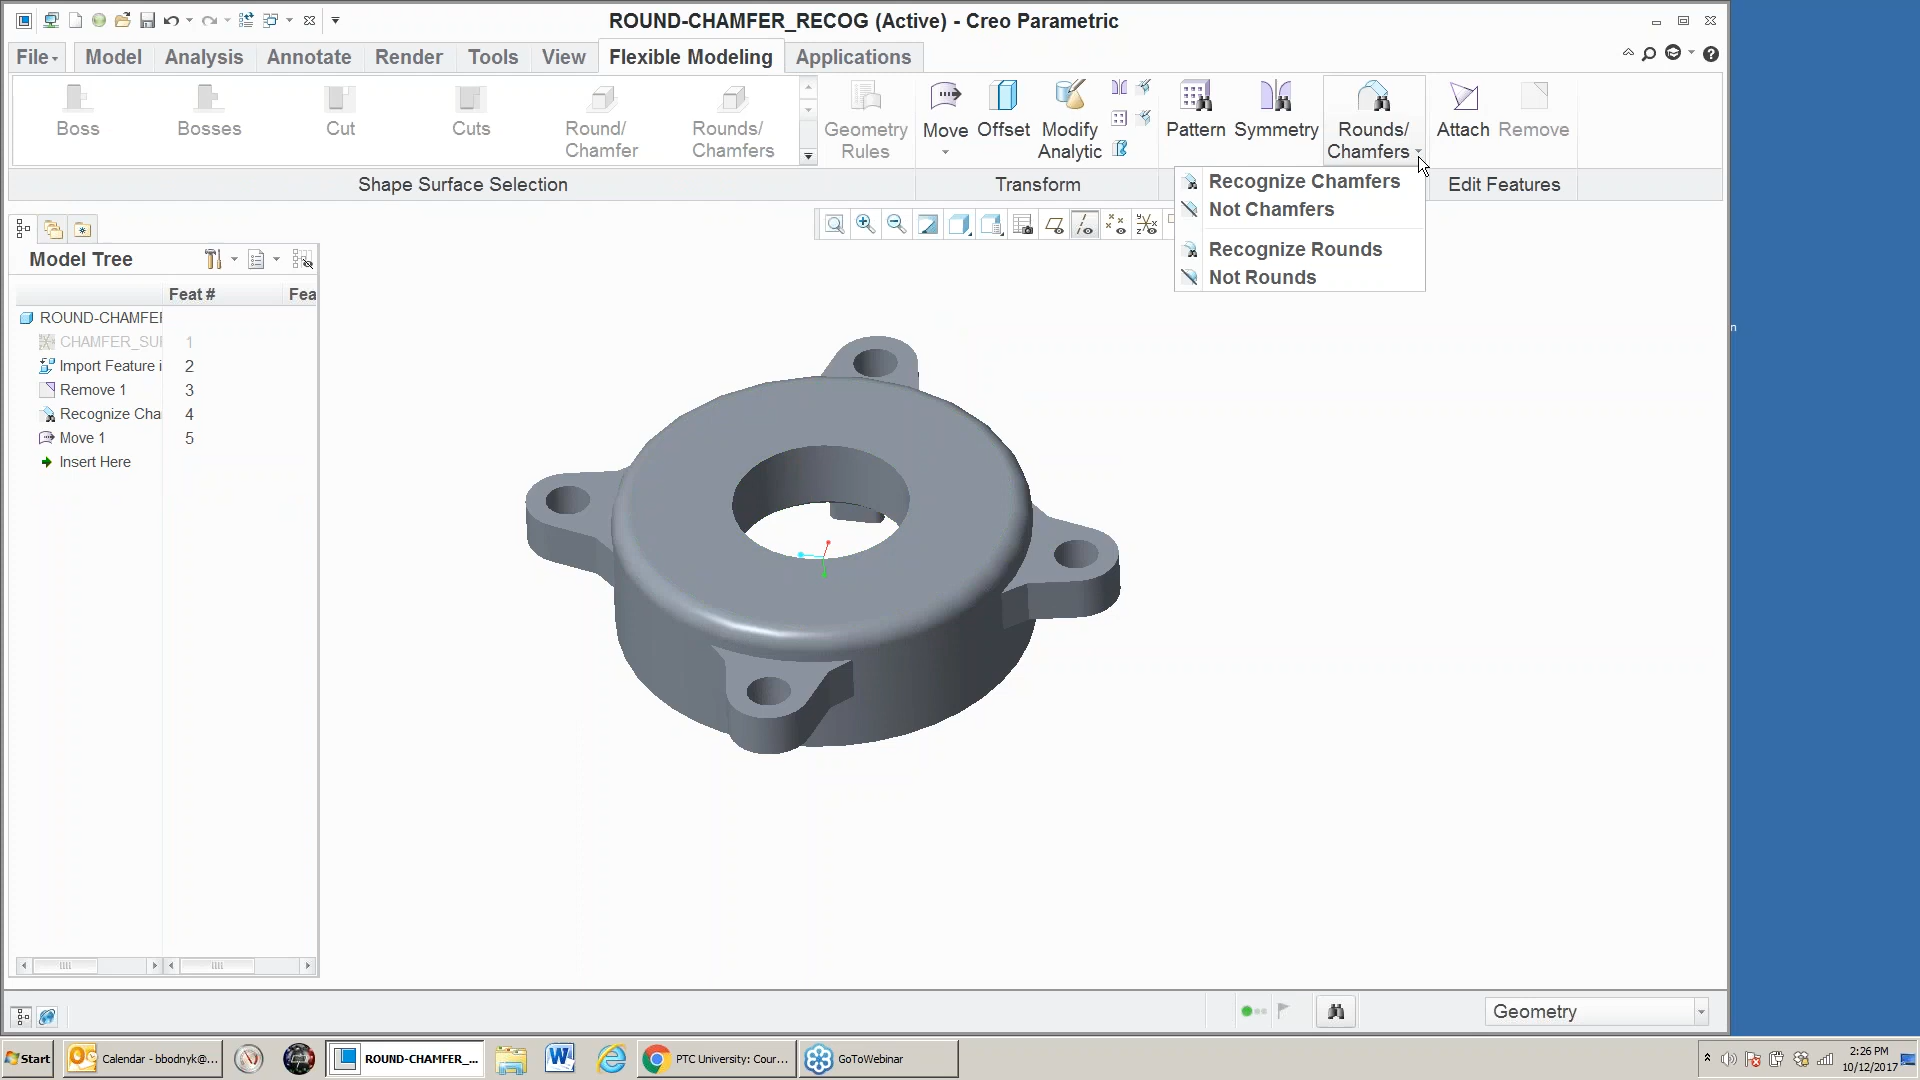 ROUND-CHAMFER_RECOG (Active) - Creo Parametric
File Model Analysis Annotate Render Tools View Flexible Modeling Applications
Boss
Bosses
Cut
Cuts
Round/
Chamfer
Rounds/
Chamfers
Geometry
Rules
Move
Offset
Modify
Analytic
Pattern
Symmetry
Rounds/
Chamfers
Attach
Remove
Shape Surface Selection
Transform
Edit Features
Recognize Chamfers
Not Chamfers
Recognize Rounds
Not Rounds
Model Tree
Feat # Fea
ROUND-CHAMFE
CHAMFER_SU 1
Import Feature i 2
Remove 1 3
Recognize Cha 4
Move 1 5
Insert Here
n
Geometry
Start
Calendar - bbodnyk@...
ROUND-CHAMFER_...
PTC University: Cour...
GoToWebinar
2:26 PM
10/12/2017